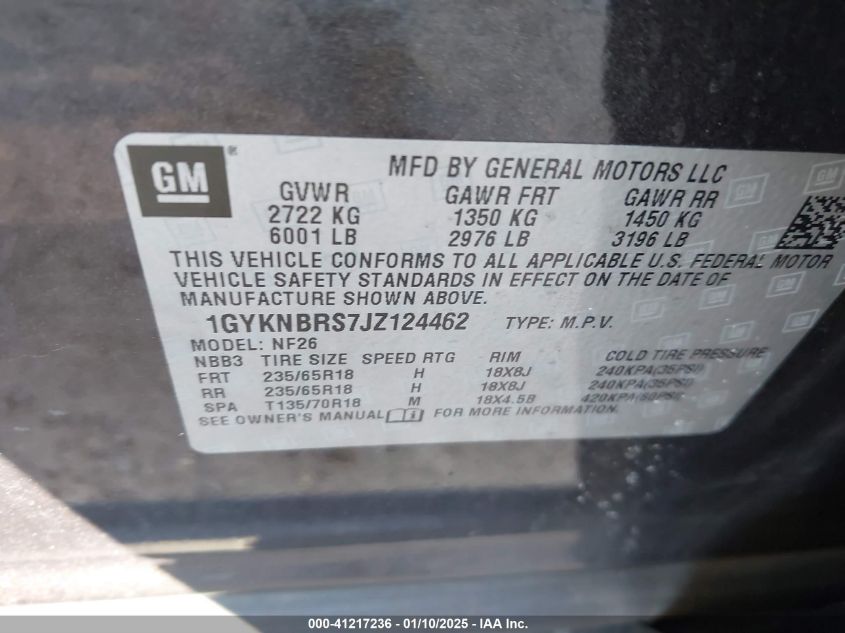 GM ®
MFD BY GENERAL MOTORS LLC
GVWR GAWR FRT GAWR RR
2722 KG 1350 KG 1450 KG
6001 LB 2976 LB 3196 LB
THIS VEHICLE CONFORMS TO ALL APPLICABLE U.S. FEDERAL MOTOR
VEHICLE SAFETY STANDARDS IN EFFECT ON THE DATE OF
MANUFACTURE SHOWN ABOVE.
1GYKNBRS7JZ124462 TYPE: M.P.V.
MODEL: NF26
NBB3 TIRE SIZE SPEED RTG RIM COLD TIRE PRESSURE
FRT 235/65R18 H 18X8J 240KPA(35PSI)
RR 235/65R18 H 18X8J 240KPA(35PSI)
SPA T135/70R18 M 18X4.5B 420KPA(60PSI)
SEE OWNER'S MANUAL FOR MORE INFORMATION.
000-41217236 - 01/10/2025 - IAA Inc.